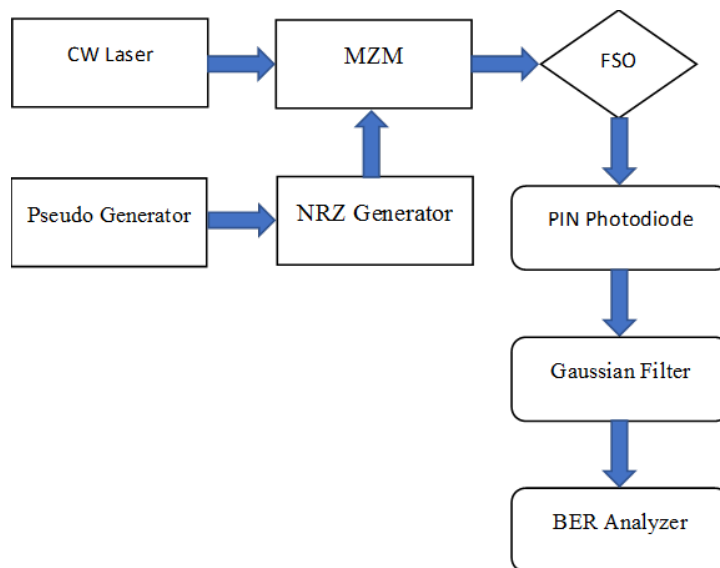 CW Laser
MZM
FSO
Pseudo Generator
NRZ Generator
PIN Photodiode
Gaussian Filter
BER Analyzer